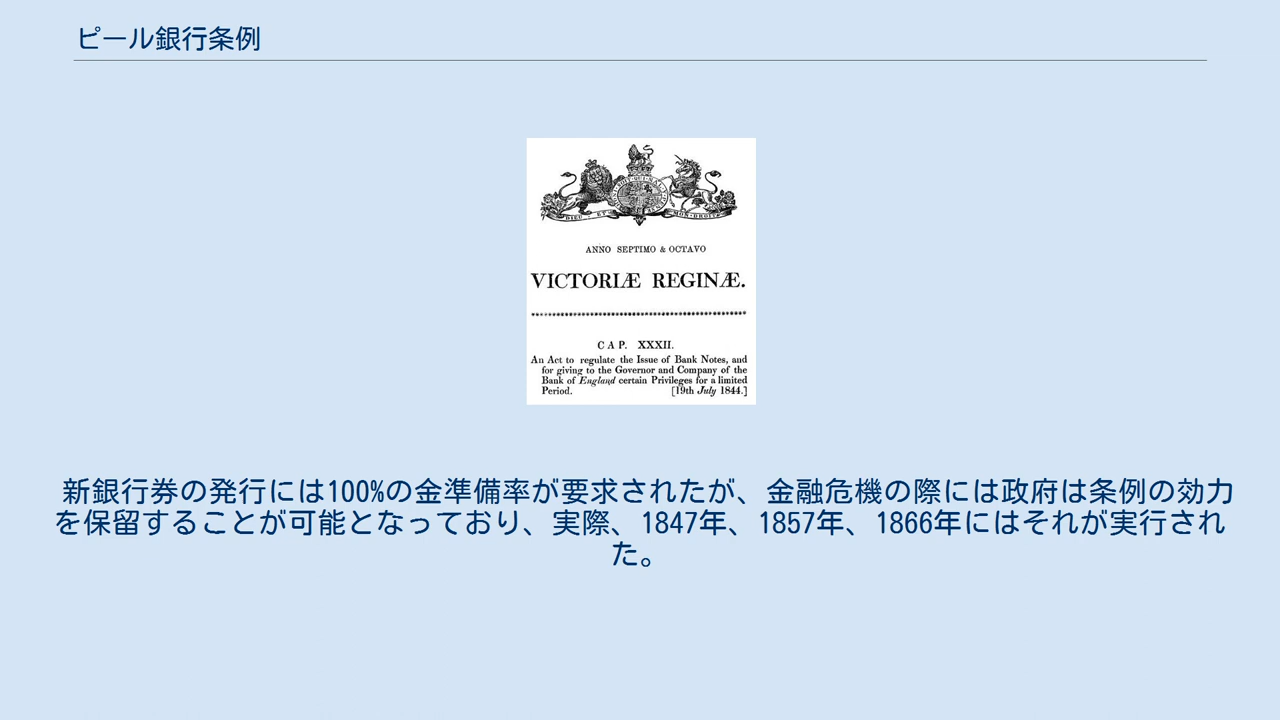 ピール銀行条例
DIEU ET MON DROIT
ANNO SEPTIMO & OCTAVO
VICTORIÆ REGINÆ.
CAP. XXXII.
An Act to regulate the Issue of Bank Notes, and
for giving to the Governor and Company of the
Bank of England certain Privileges for a limited
Period. [19th July 1844.]
新銀行券の発行には100%の金準備率が要求されたが、金融危機の際には政府は条例の効力
を保留することが可能となっており、実際、1847年、1857年、1866年にはそれが実行され
た。